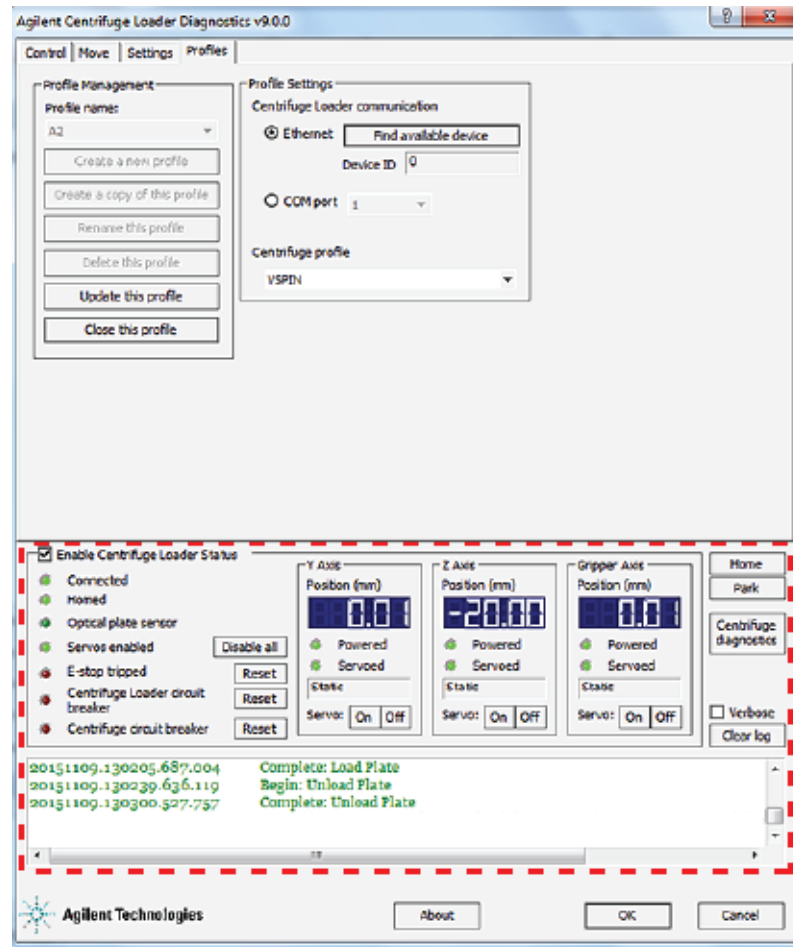 Agilent Centrifuge Loader Diagnostics v9.0.0
Control Move Settings Profiles
Profile Management
Profile name:
A2
Create a new profile
Create a copy of this profile
Rename this profile
Delete this profile
Update this profile
Close this profile
Profile Settings
Centrifuge Loader communication
Ethernet Find available device
Device ID 0
COM port 1
Centrifuge profile
VSPIN
Enable Centrifuge Loader Status
Connected
Homed
Optical plate sensor
Servos enabled Disable all
E-stop tripped Reset
Centrifuge Loader circuit
breaker Reset
Centrifuge circuit breaker Reset
Y Axis
Position (mm)
0.01
Powered
Servoed
Static
Servo: On Off
Z Axis
Position (mm)
-20.00
Powered
Servoed
Static
Servo: On Off
Gripper Axis
Position (mm)
0.01
Powered
Servoed
Static
Servo: On Off
Home
Park
Centrifuge
diagnostics
Verbose
Clear log
20151109.130205.687.004 Complete: Load Plate
20151109.130239.636.119 Begin: Unload Plate
20151109.130300.527.757 Complete: Unload Plate
Agilent Technologies
About OK Cancel